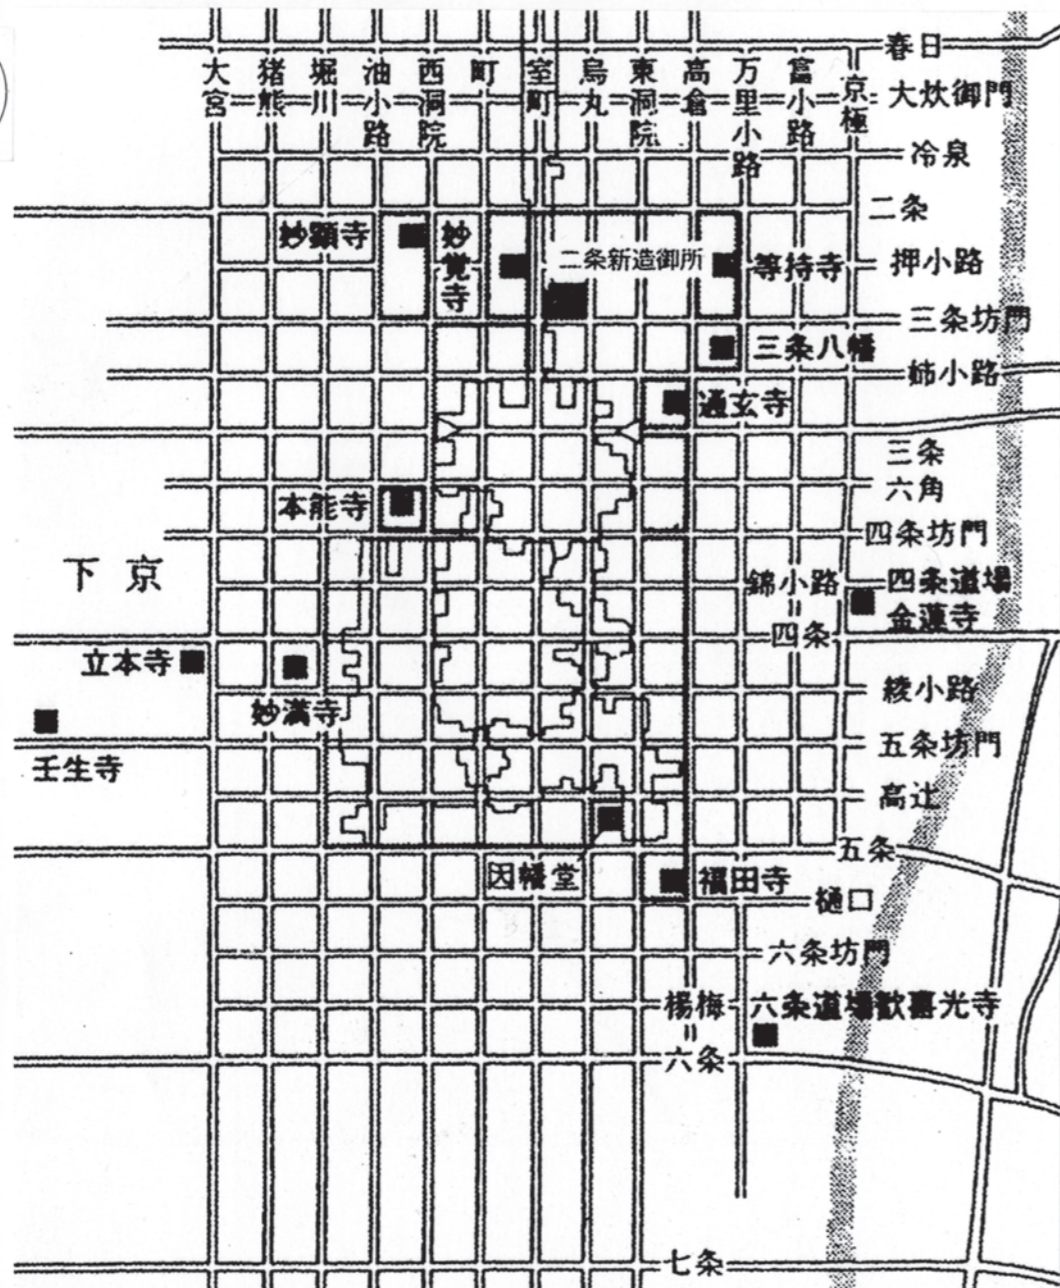 大宮
猪熊
堀川
油小路
西洞院
町
室町
烏丸
東洞院
高倉
万里小路
富小路
京極
春日
大炊御門
冷泉
二条
妙顕寺
妙覚寺
二条新造御所
等持寺
押小路
三条坊門
三条八幡
姉小路
通玄寺
三条
六角
本能寺
四条坊門
下京
錦小路
四条道場
金蓮寺
四条
立本寺
妙満寺
綾小路
五条坊門
壬生寺
高辻
五条
因幡堂
福田寺
樋口
六条坊門
楊梅
六条道場歓喜光寺
六条
七条